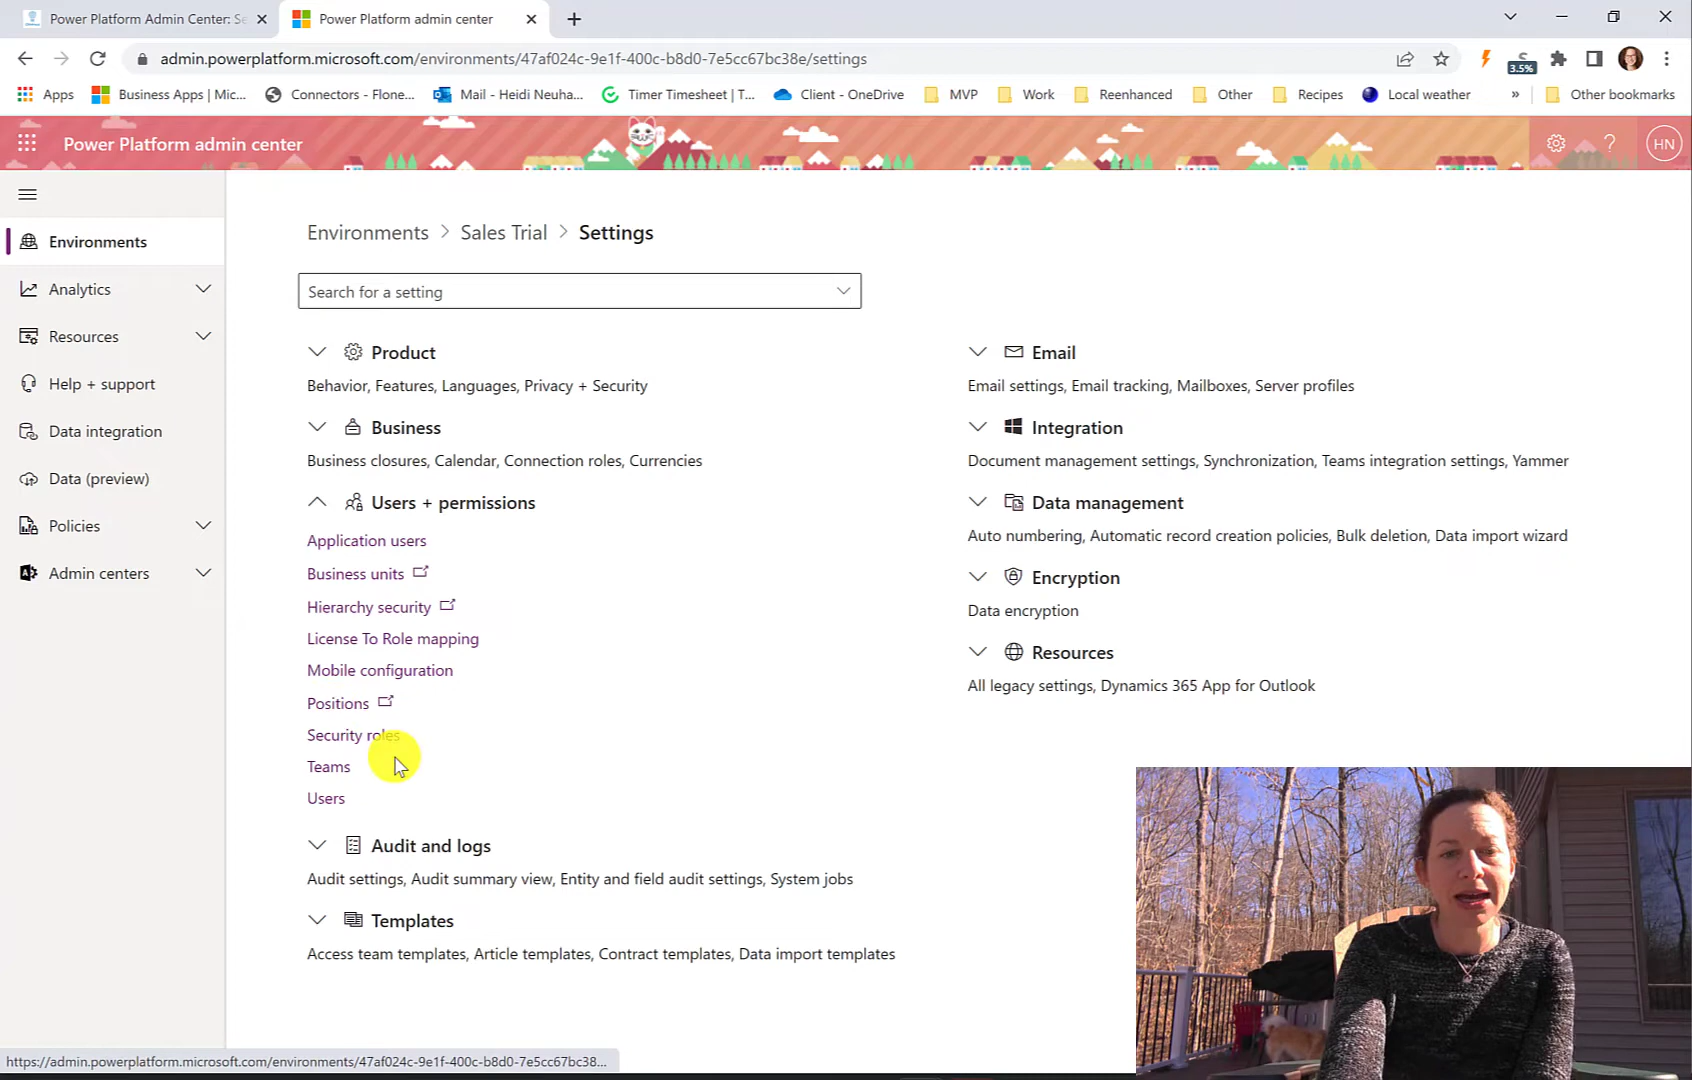 Power Platform Admin Center: Se
Power Platform admin center
admin.powerplatform.microsoft.com/environments/47af024c-9e1f-400c-b8d0-7e5cc67bc38e/settings
3.5%
Apps
Business Apps | Mic...
Connectors - Flone...
Mail - Heidi Neuha...
Timer Timesheet | T...
Client - OneDrive
MVP
Work
Reenhanced
Other
Recipes
Local weather
»
Other bookmarks
Power Platform admin center
?
HN
Environments
Analytics
Resources
Help + support
Data integration
Data (preview)
Policies
Admin centers
Environments > Sales Trial > Settings
Search for a setting
Product
Behavior, Features, Languages, Privacy + Security
Business
Business closures, Calendar, Connection roles, Currencies
Users + permissions
Application users
Business units
Hierarchy security
License To Role mapping
Mobile configuration
Positions
Security roles
Teams
Users
Audit and logs
Audit settings, Audit summary view, Entity and field audit settings, System jobs
Templates
Access team templates, Article templates, Contract templates, Data import templates
Email
Email settings, Email tracking, Mailboxes, Server profiles
Integration
Document management settings, Synchronization, Teams integration settings, Yammer
Data management
Auto numbering, Automatic record creation policies, Bulk deletion, Data import wizard
Encryption
Data encryption
Resources
All legacy settings, Dynamics 365 App for Outlook
https://admin.powerplatform.microsoft.com/environments/47af024c-9e1f-400c-b8d0-7e5cc67bc38...